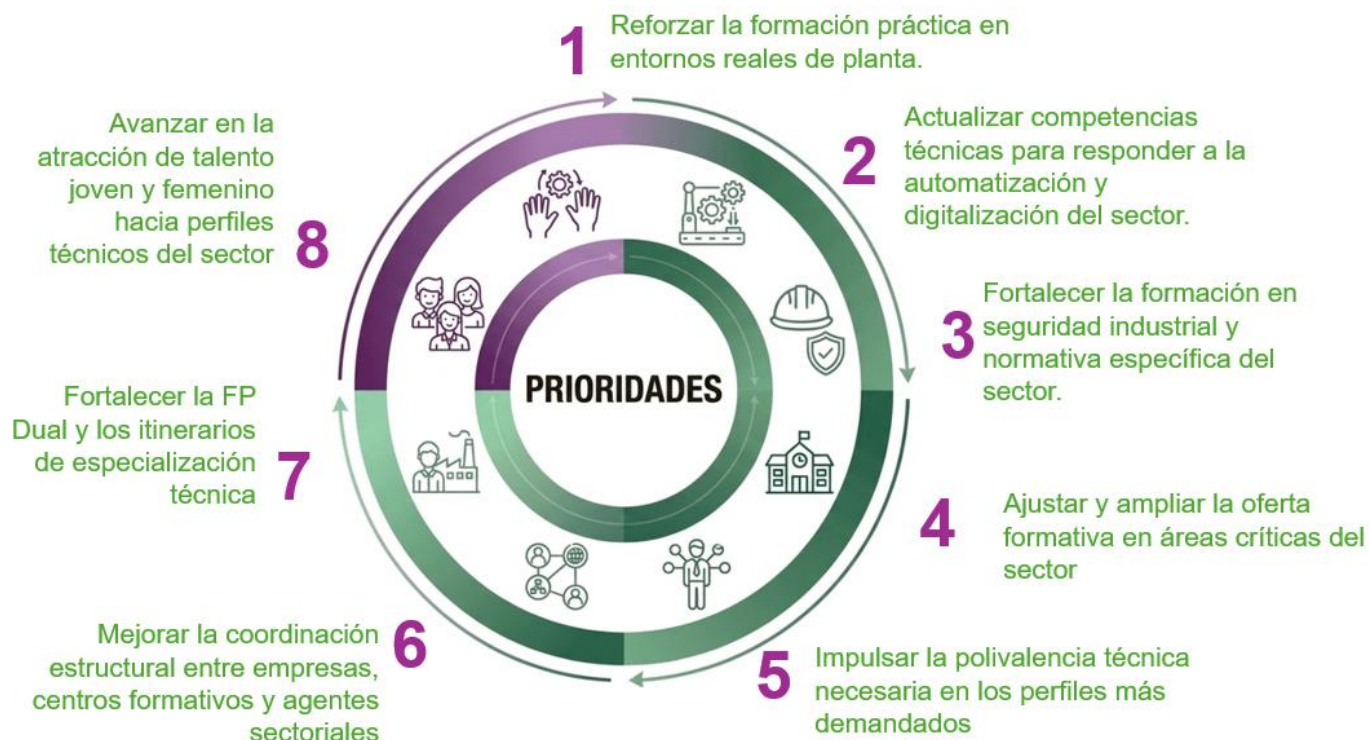 1
Reforzar la formación práctica en
entornos reales de planta.
2
Actualizar competencias
técnicas para responder a la
automatización y
digitalización del sector.
3
Fortalecer la formación en
seguridad industrial y
normativa específica del
sector.
4
Ajustar y ampliar la oferta
formativa en áreas críticas del
sector
5
Impulsar la polivalencia técnica
necesaria en los perfiles más
demandados
6
Mejorar la coordinación
estructural entre empresas,
centros formativos y agentes
sectoriales
7
Fortalecer la FP
Dual y los itinerarios
de especialización
técnica
8
Avanzar en la
atracción de talento
joven y femenino
hacia perfiles
técnicos del sector
PRIORIDADES